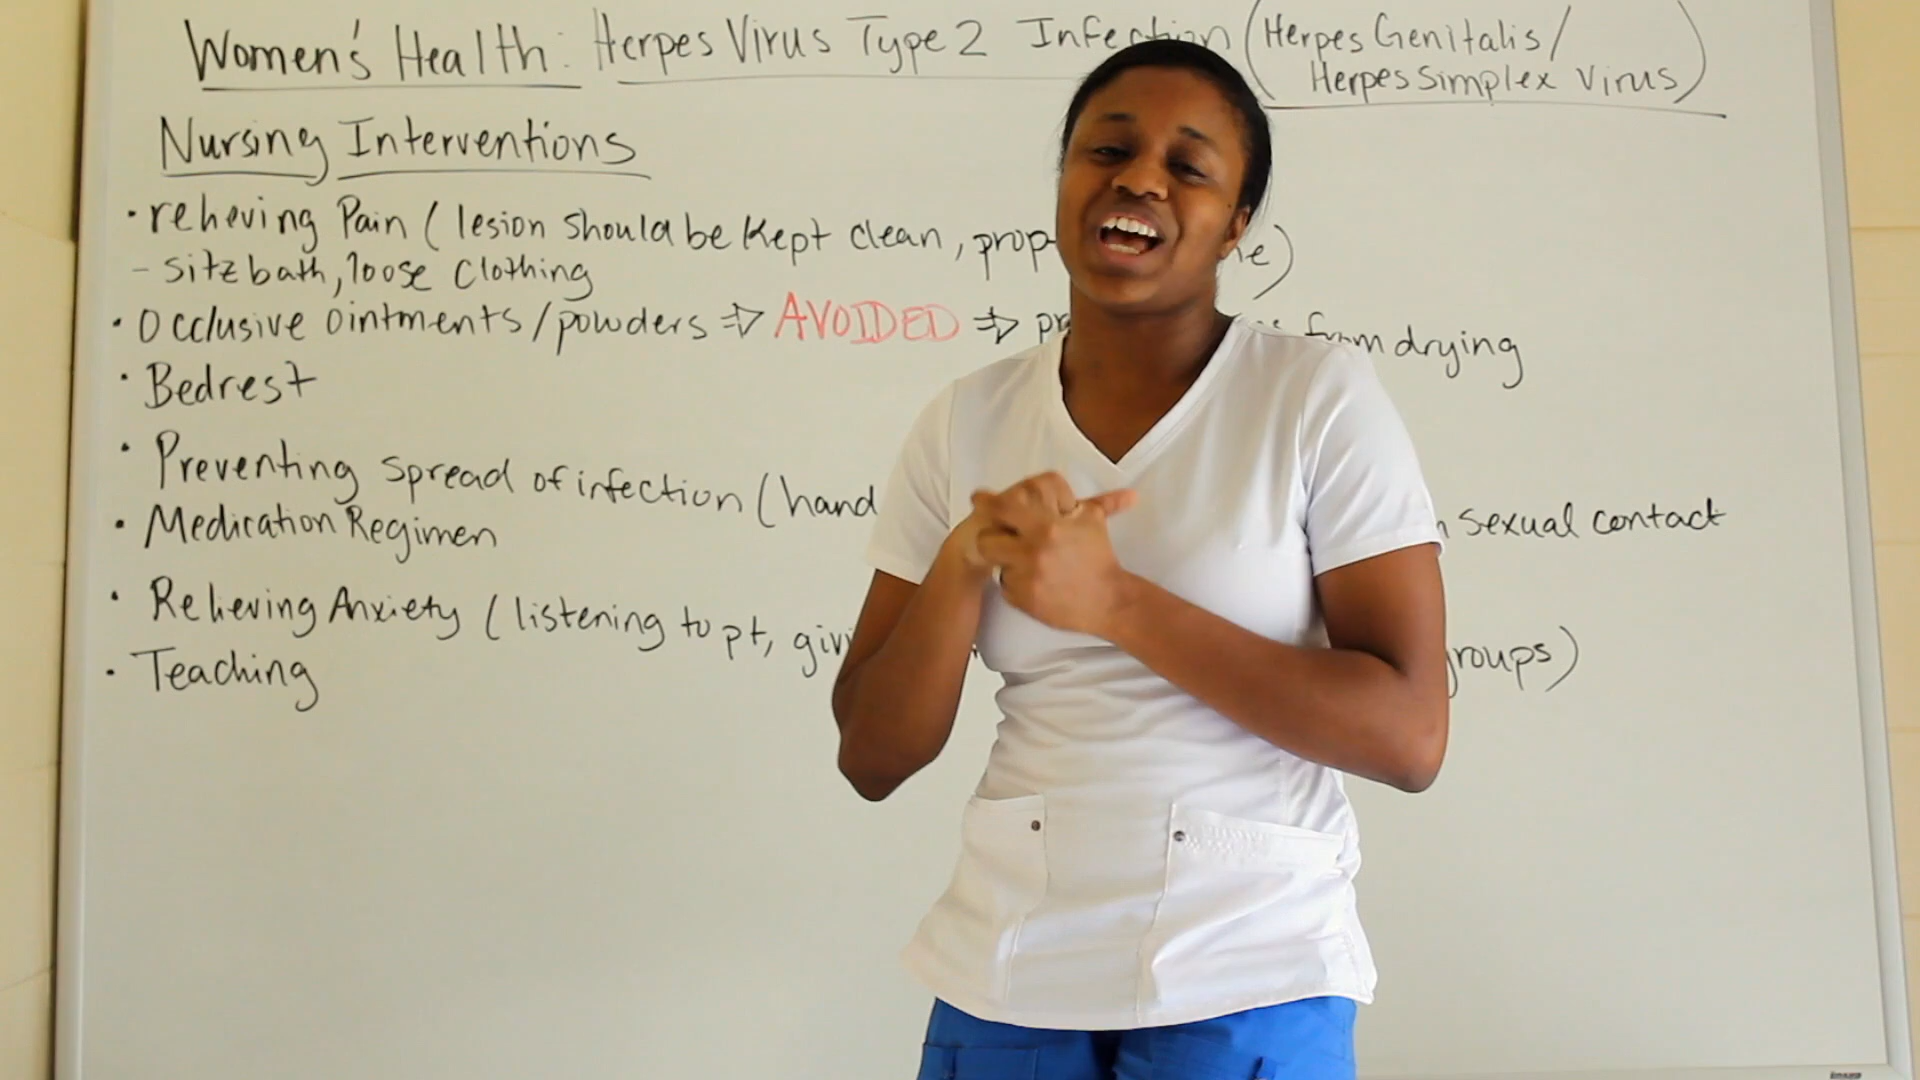 Women's Health: Herpes Virus Type 2 Infection (Herpes Genitalis/
Herpes Simplex Virus)
Nursing Interventions
• relieving Pain (lesion should be kept clean, prop
- sitz bath, loose clothing
• Occlusive ointments/powders ⇒ AVOIDED ⇒ from drying
• Bedrest
• Preventing spread of infection (hand sexual contact
• Medication Regimen
• Relieving Anxiety (listening to pt, groups)
• Teaching